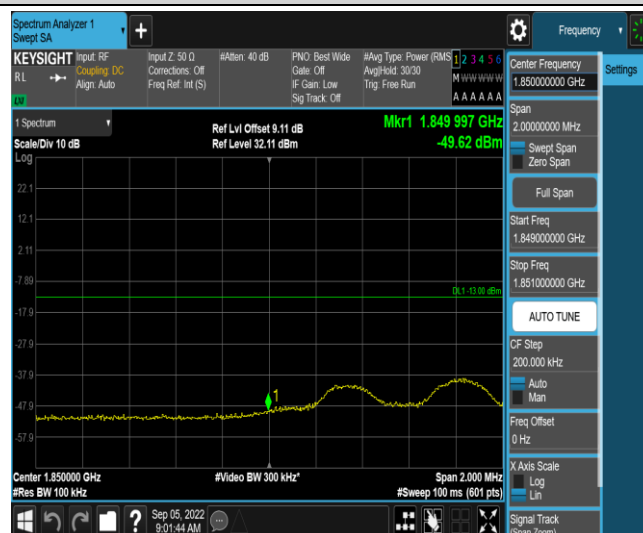 Spectrum Analyzer 1
Swept SA
+
Frequency
KEYSIGHT
RL
LXI
Input: RF
Coupling: DC
Align: Auto
Input Z: 50 Ω
Corrections: Off
Freq Ref: Int (S)
#Atten: 40 dB
PNO: Best Wide
Gate: Off
IF Gain: Low
Sig Track: Off
#Avg Type: Power (RMS
Avg|Hold: 30/30
Trig: Free Run
1 2 3 4 5 6
M W W W W W
A A A A A A
Center Frequency
1.850000000 GHz
Settings
Span
2.00000000 MHz
Swept Span
Zero Span
Full Span
Start Freq
1.849000000 GHz
Stop Freq
1.851000000 GHz
AUTO TUNE
CF Step
200.000 kHz
Auto
Man
Freq Offset
0 Hz
X Axis Scale
Log
Lin
Signal Track
(Span Zoom)
1 Spectrum
Scale/Div 10 dB
Log
Ref Lvl Offset 9.11 dB
Ref Level 32.11 dBm
Mkr1 1.849 997 GHz
-49.62 dBm
22.1
12.1
2.11
-7.89
DL1 -13.00 dBm
-17.9
-27.9
-37.9
1
-47.9
-57.9
Center 1.850000 GHz
#Res BW 100 kHz
#Video BW 300 kHz*
Span 2.000 MHz
#Sweep 100 ms (601 pts)
?
Sep 05, 2022
9:01:44 AM